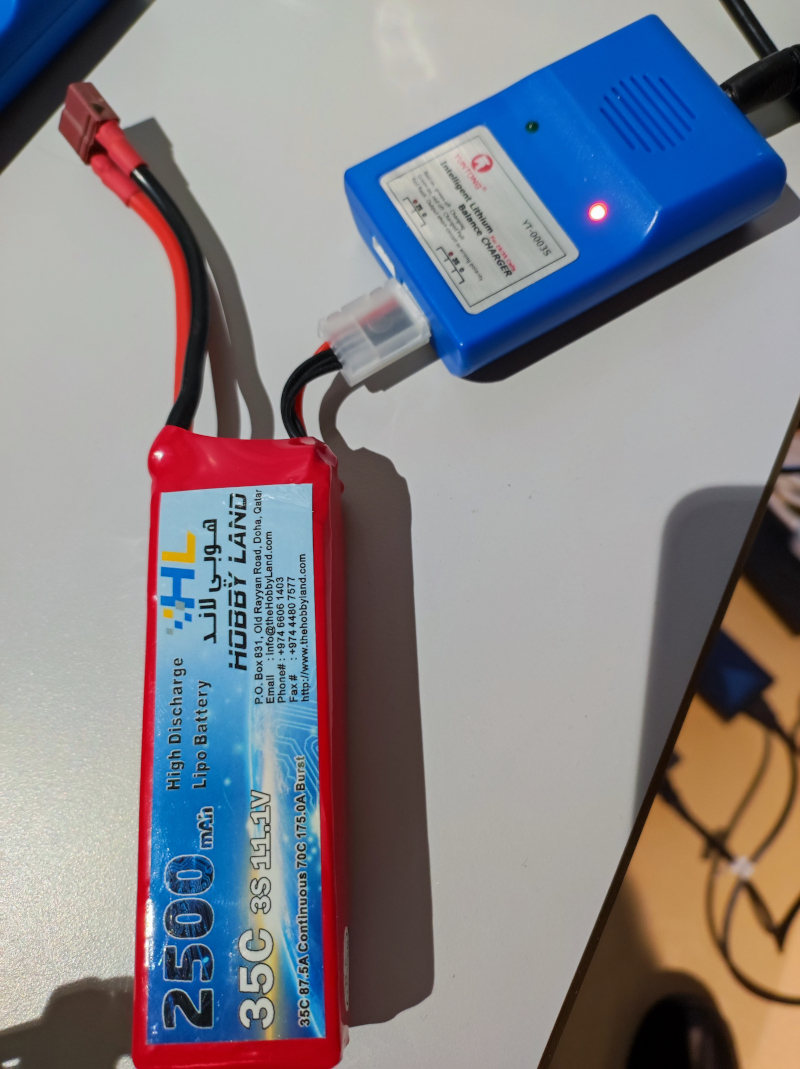 YUNTONG®
YT-0003S
Intelligent Lithium
Balance CHARGER
HL
هوبي لاند
HOBBY LAND
P.O. Box 831, Old Rayyan Road, Doha, Qatar
Email : info@theHobbyLand.com
Phone# : +974 6606 1403
Fax # : +974 4480 7577
http://www.thehobbyland.com
High Discharge
Lipo Battery
2500 mAh
35C 3S 11.1V
35C 87.5A Continuous 70C 175.0A Burst